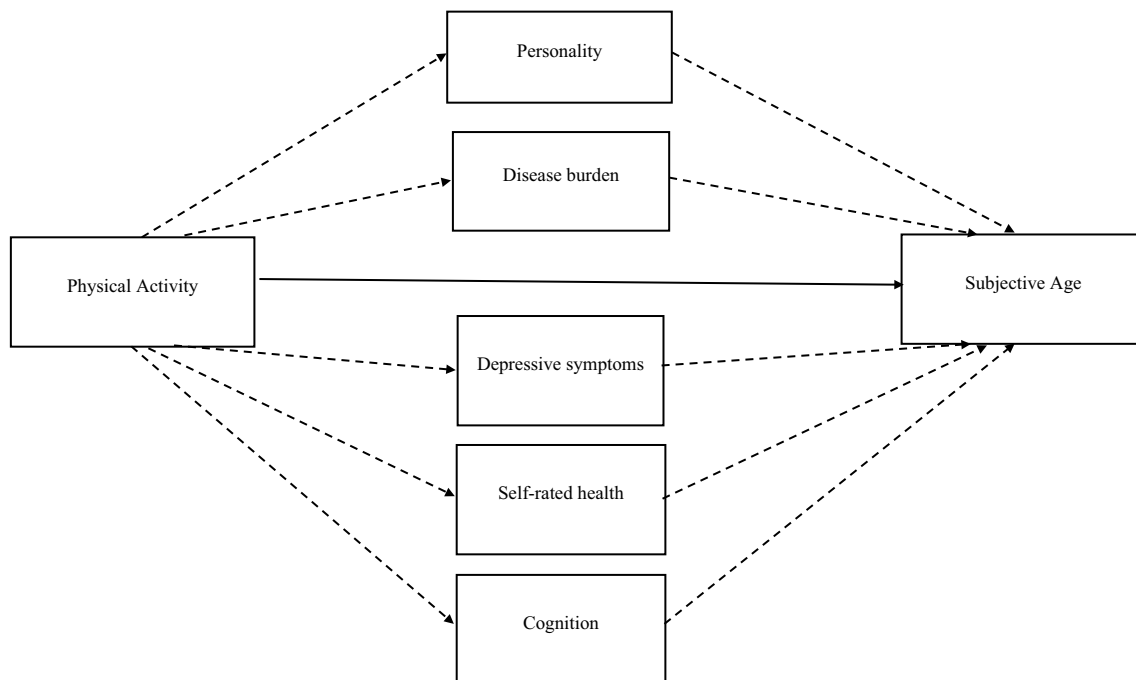 Personality
Disease burden
Physical Activity
Subjective Age
Depressive symptoms
Self-rated health
Cognition